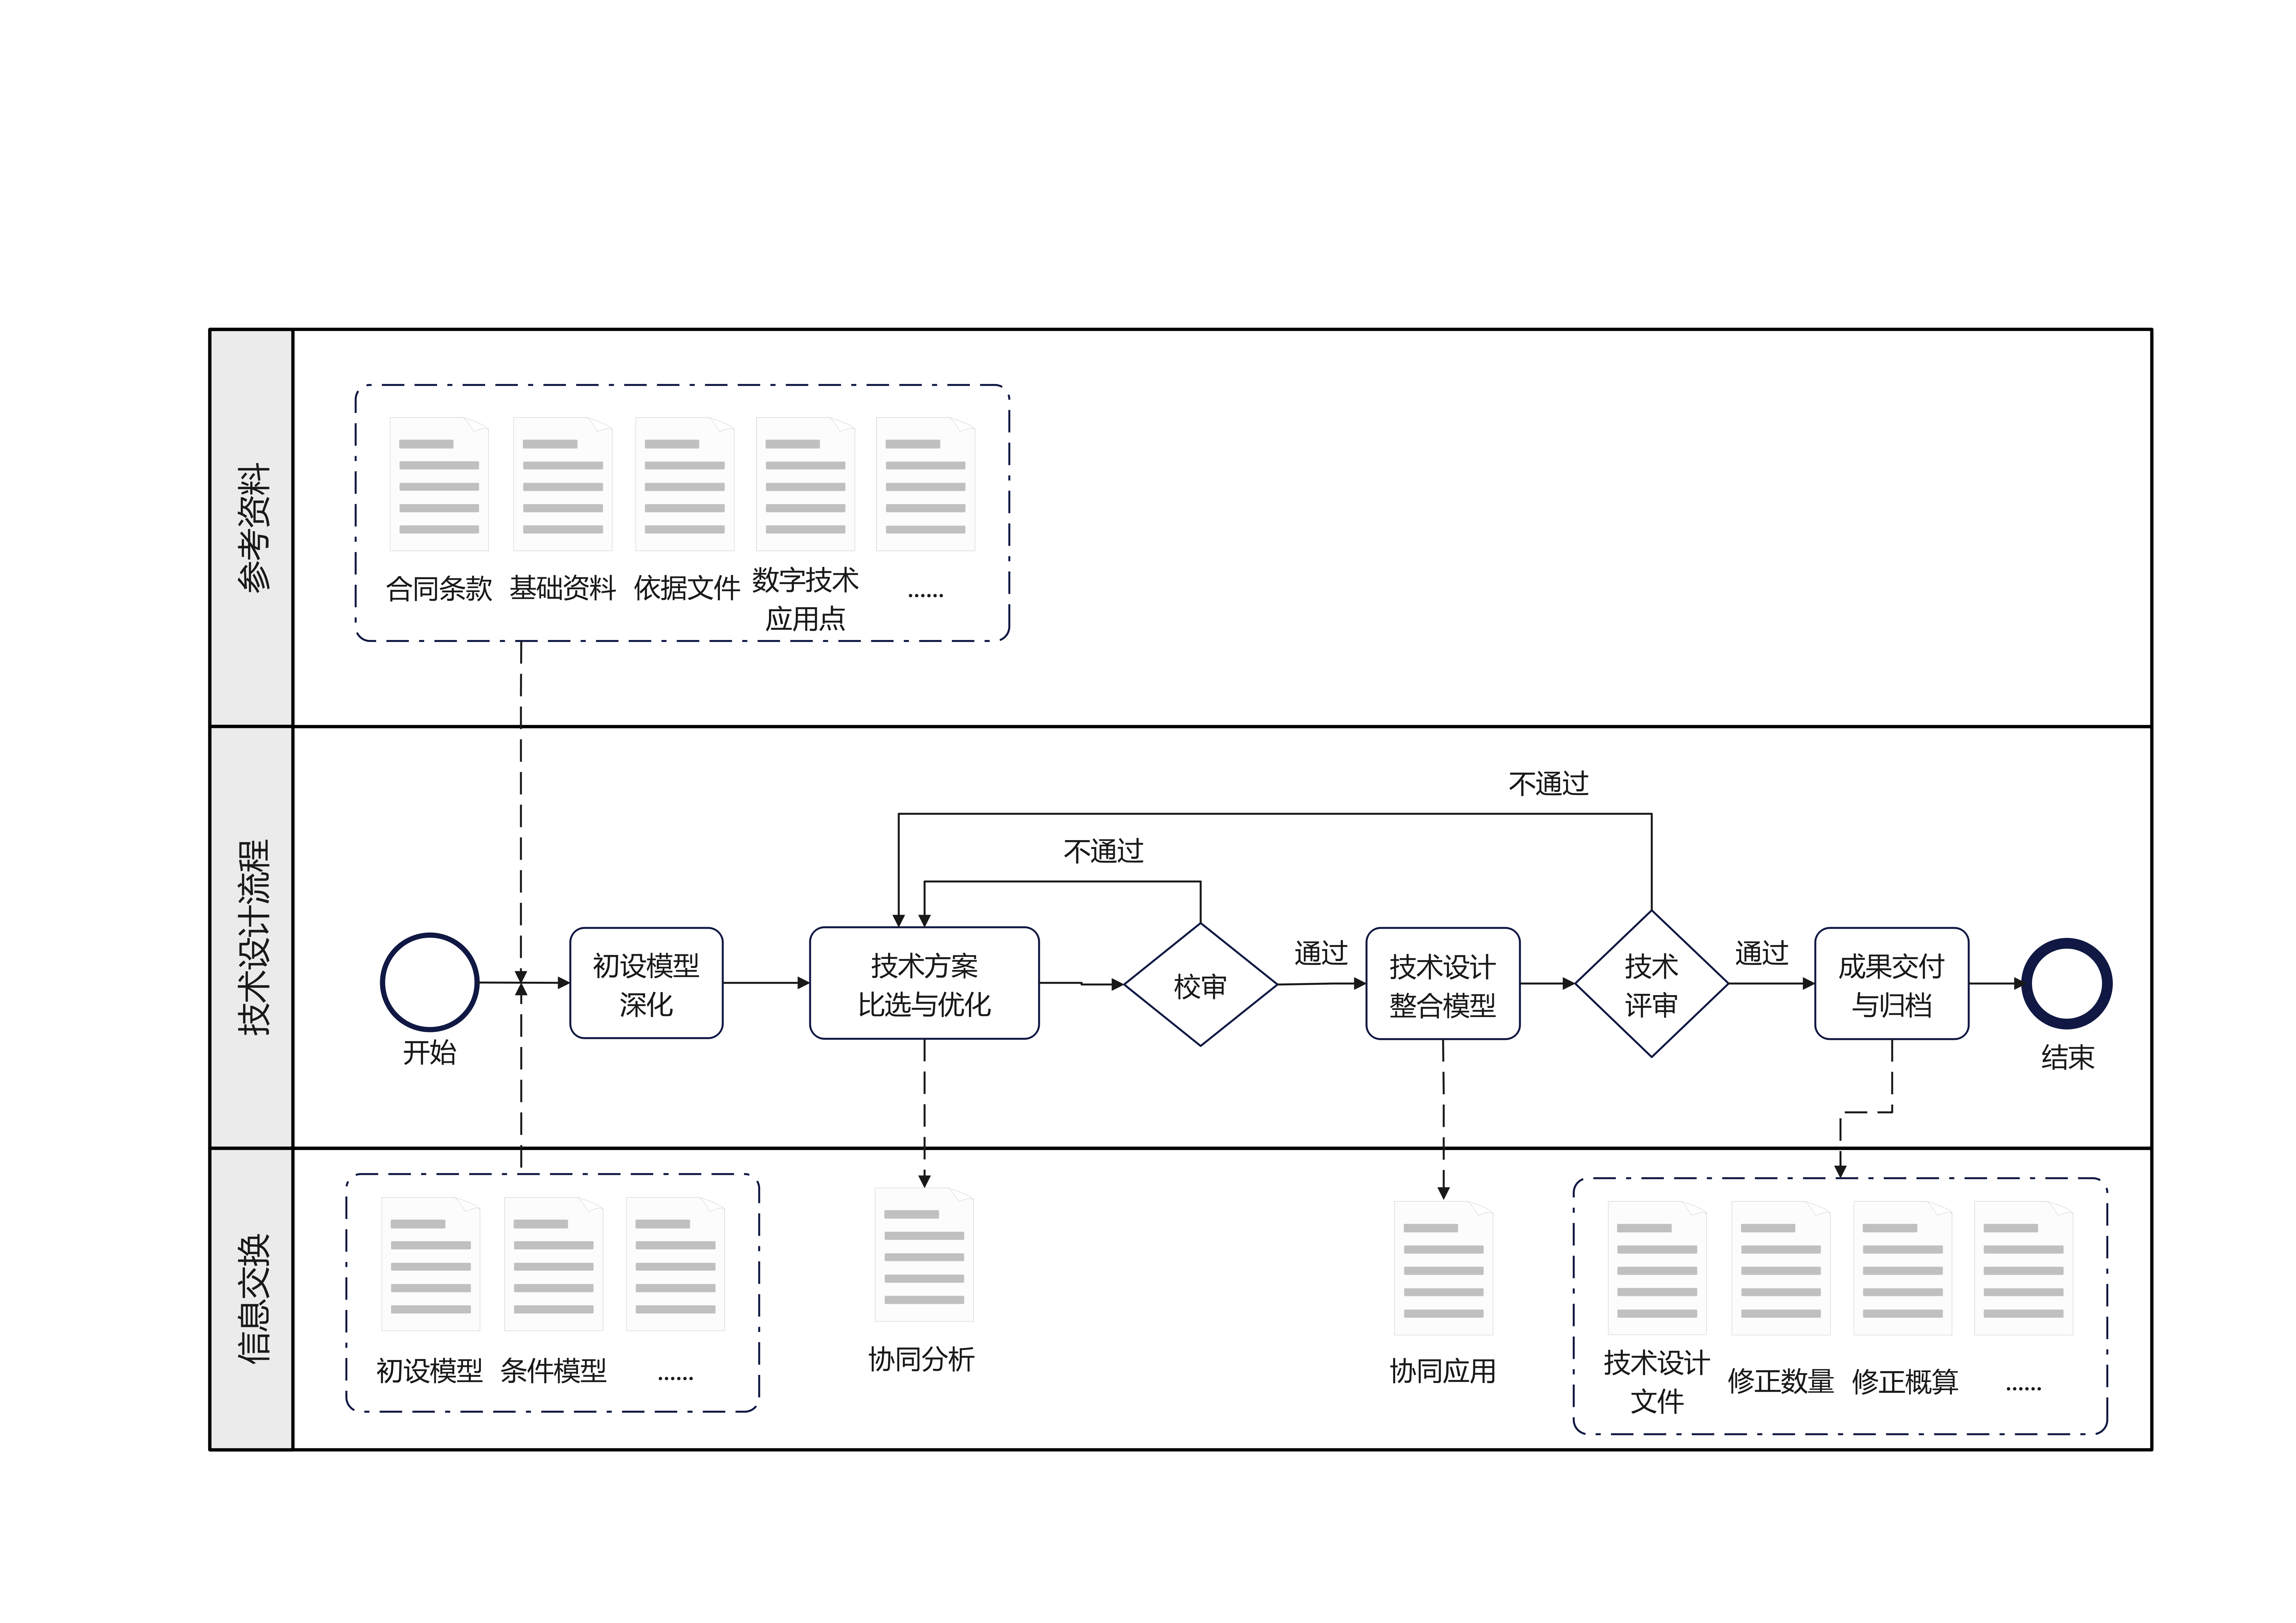 参考资料
合同条款
基础资料
依据文件
数字技术
应用点
......
技术设计流程
不通过
不通过
开始
初设模型
深化
技术方案
比选与优化
校审
通过
技术设计
整合模型
技术
评审
通过
成果交付
与归档
结束
信息交换
初设模型
条件模型
......
协同分析
协同应用
技术设计
文件
修正数量
修正概算
......